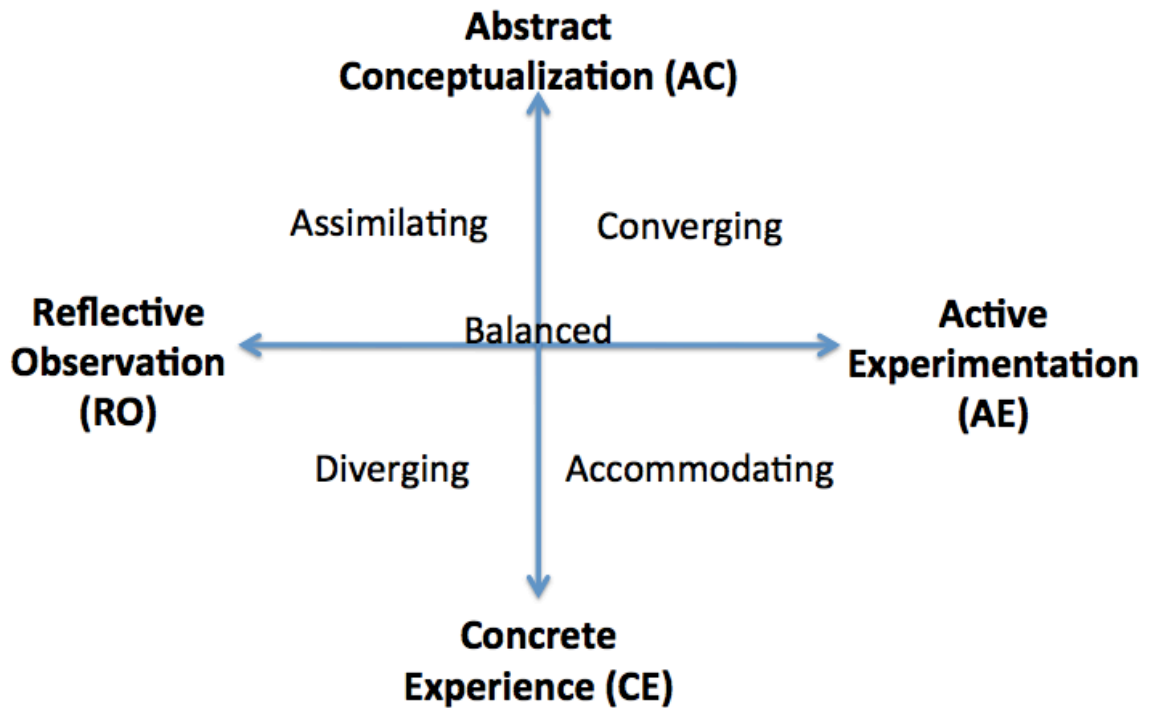 Abstract
Conceptualization (AC)
Assimilating
Converging
Reflective
Observation
(RO)
Balanced
Active
Experimentation
(AE)
Diverging
Accommodating
Concrete
Experience (CE)